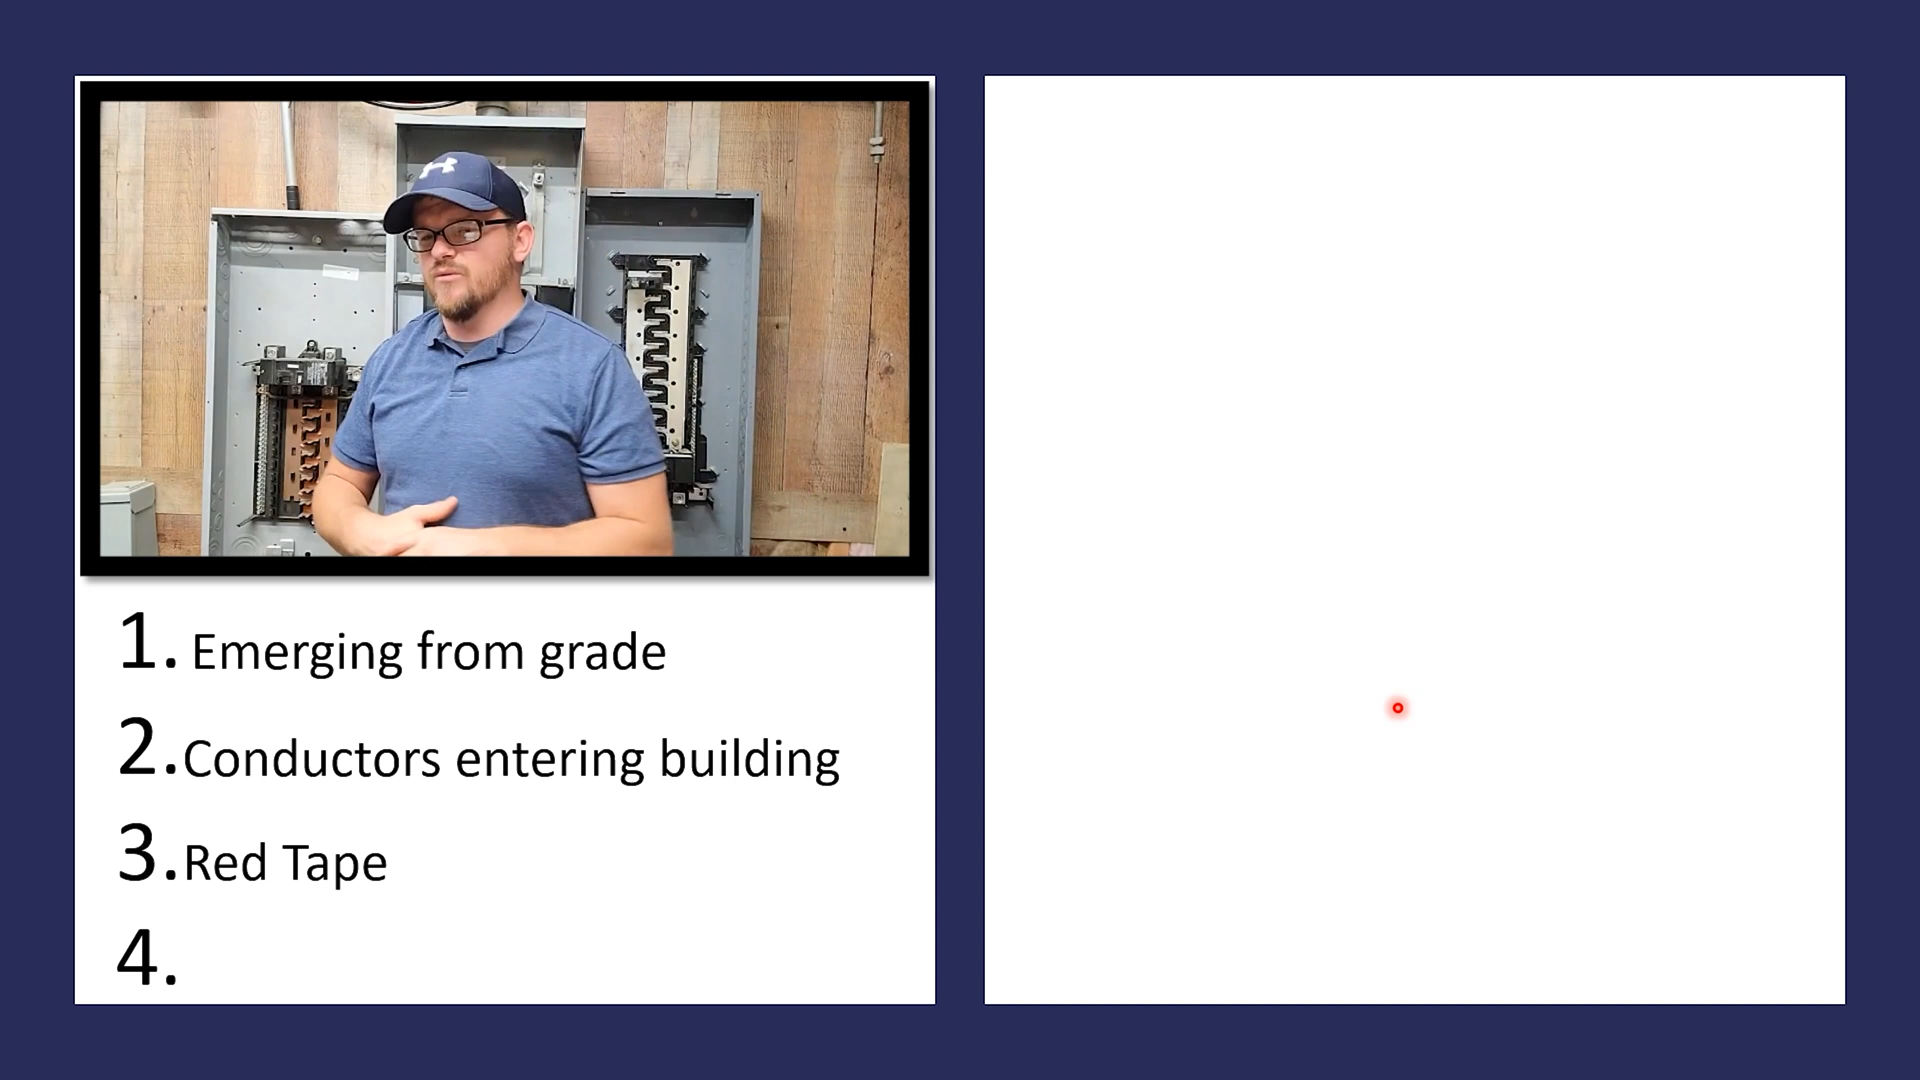 1. Emerging from grade
2. Conductors entering building
3. Red Tape
4.